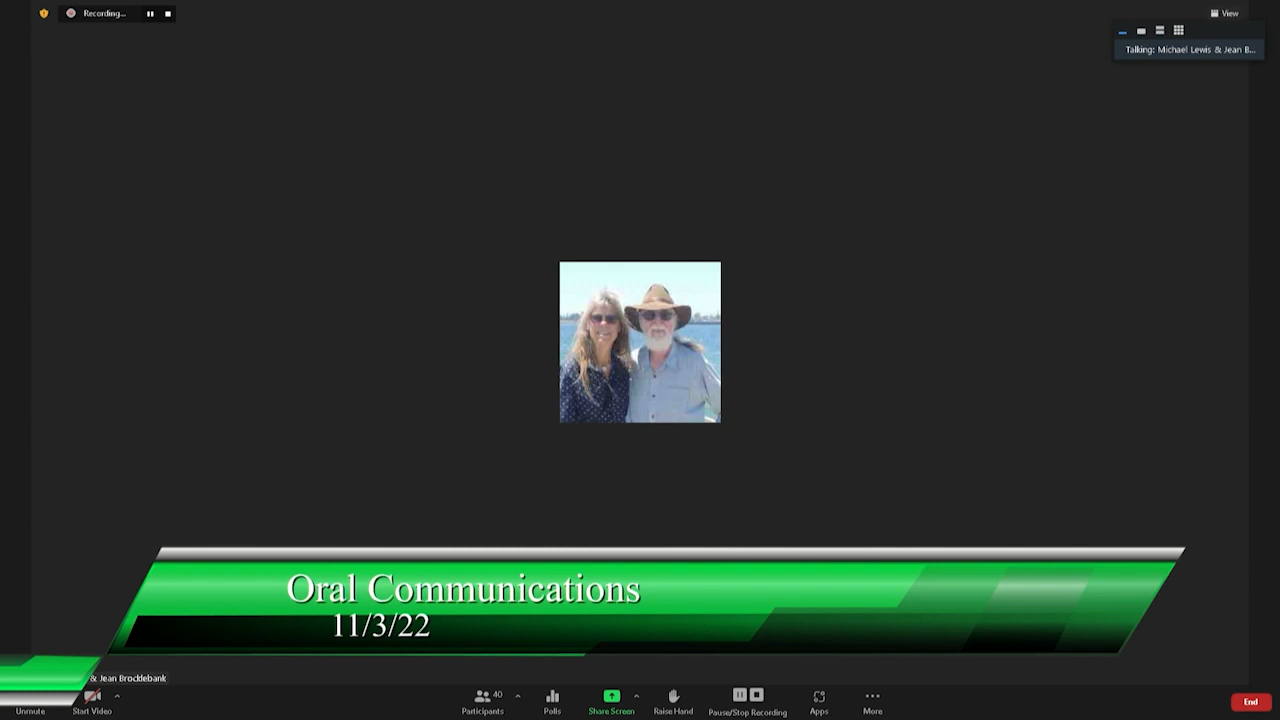 Recording...
View
Talking: Michael Lewis & Jean B...
Oral Communications
11/3/22
& Jean Brocklebank
Unmute
Start Video
Participants
40
Polls
Share Screen
Raise Hand
Pause/Stop Recording
Apps
More
End